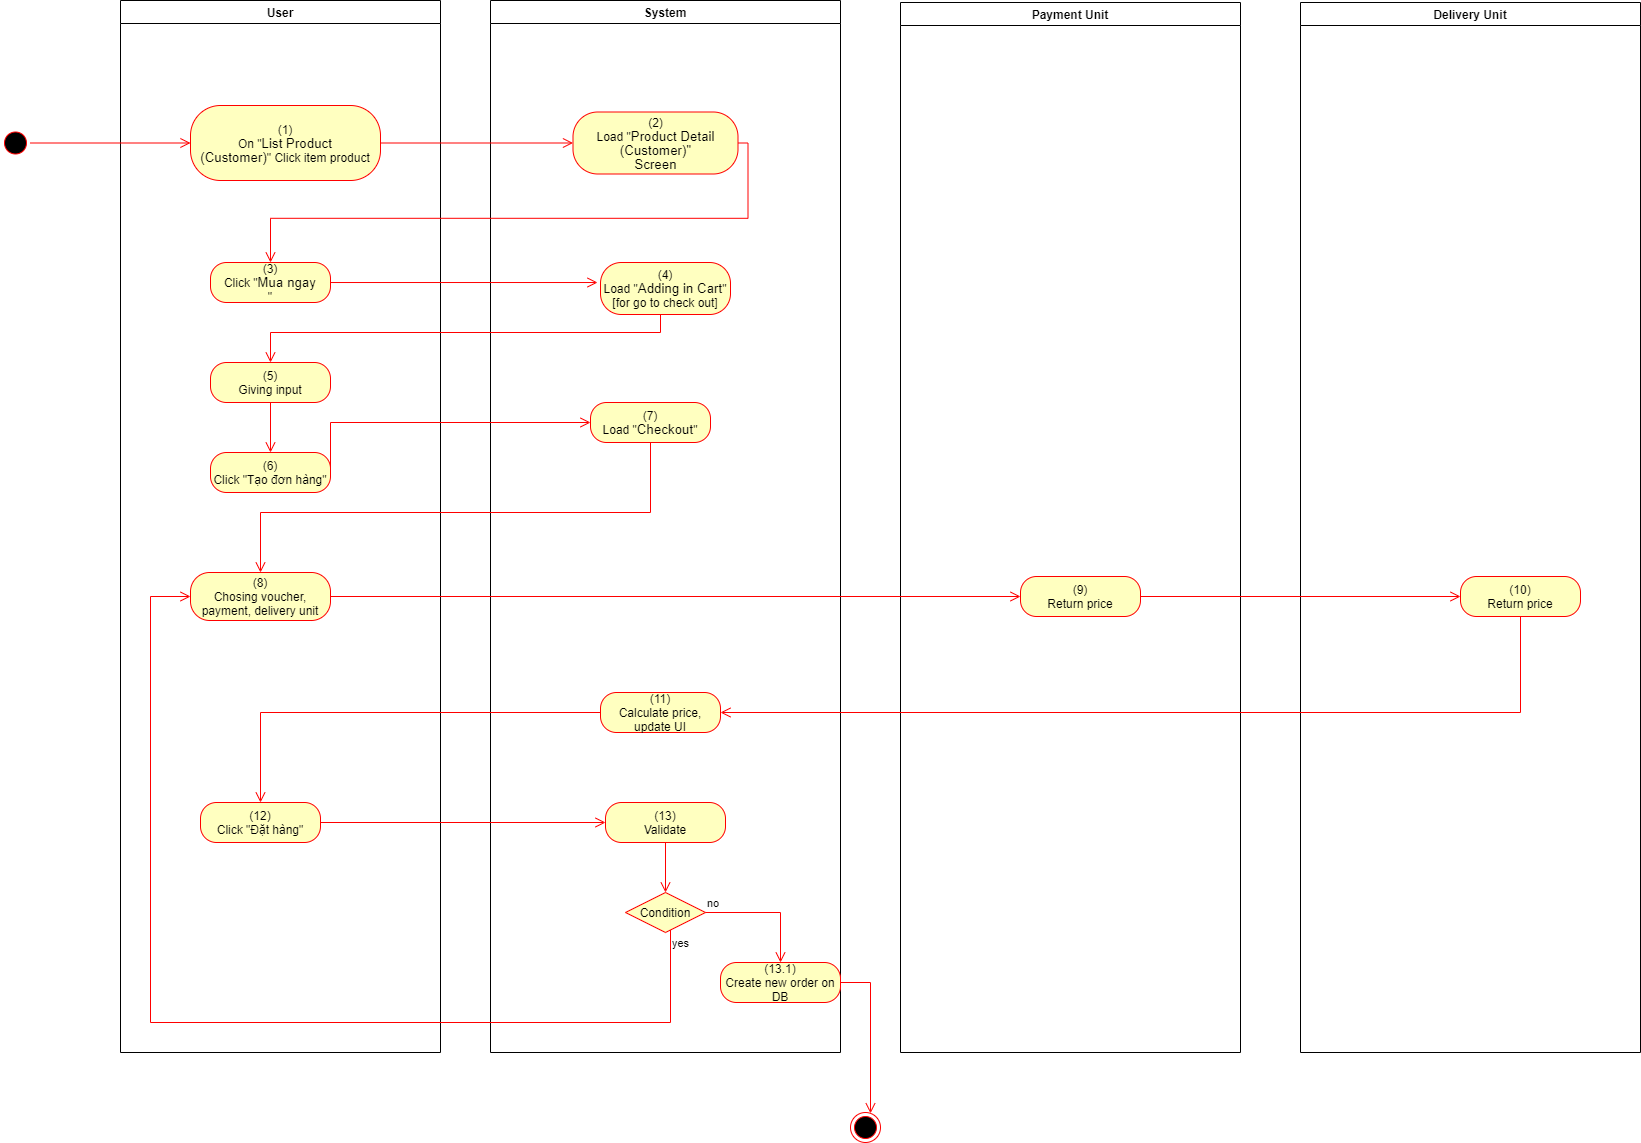 User
System
Payment Unit
Delivery Unit
(1)
On "List Product
(Customer)" Click item product
(2)
Load "Product Detail
(Customer)"
Screen
(3)
Click "Mua ngay
"
(4)
Load "Adding in Cart"
[for go to check out]
(5)
Giving input
(6)
Click "Tạo đơn hàng"
(7)
Load "Checkout"
(8)
Chosing voucher,
payment, delivery unit
(9)
Return price
(10)
Return price
(11)
Calculate price,
update UI
(12)
Click "Đặt hàng"
(13)
Validate
Condition
no
yes
(13.1)
Create new order on
DB